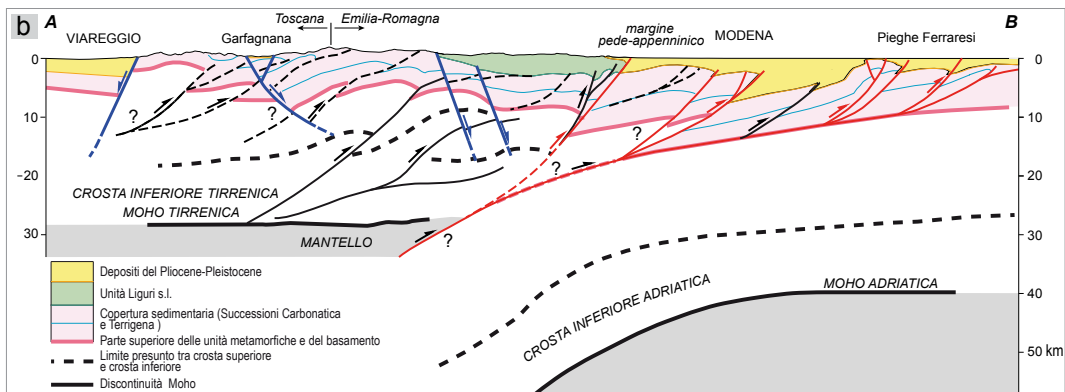 b
A
Toscana
Emilia-Romagna
B
VIAREGGIO
Garfagnana
margine
pede-appenninico
MODENA
Pieghe Ferraresi
0
0
10
10
-20
20
30
30
40
50 km
?
?
?
?
?
?
CROSTA INFERIORE TIRRENICA
MOHO TIRRENICA
MANTELLO
CROSTA INFERIORE ADRIATICA
MOHO ADRIATICA
Depositi del Pliocene-Pleistocene
Unità Liguri s.l.
Copertura sedimentaria (Successioni Carbonatica
e Terrigena )
Parte superiore delle unità metamorfiche e del basamento
Limite presunto tra crosta superiore
e crosta inferiore
Discontinuità Moho